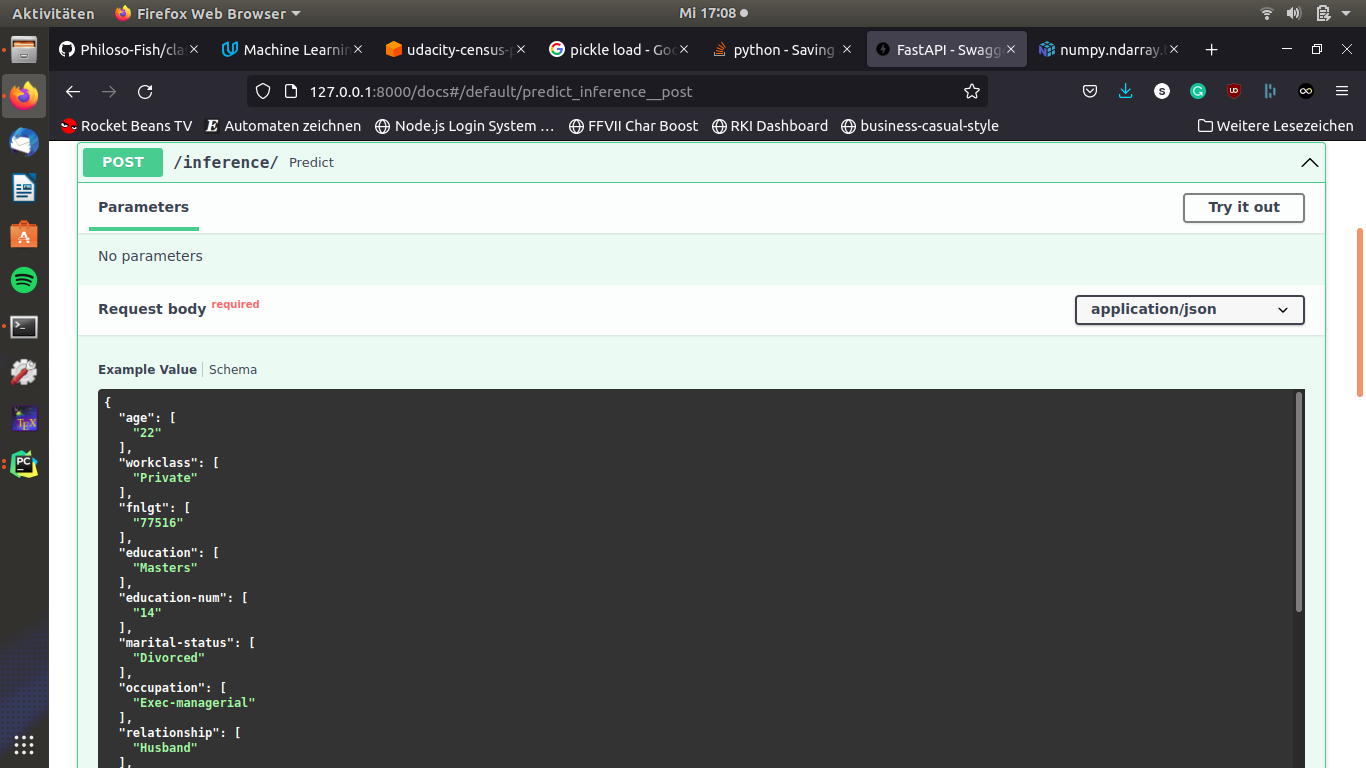 Aktivitäten Firefox Web Browser Mi 17:08
Philoso-Fish/cla Machine Learnin udacity-census- pickle load - Goo python - Saving FastAPI - Swagge numpy.ndarray.
127.0.0.1:8000/docs#/default/predict_inference__post
Rocket Beans TV Automaten zeichnen Node.js Login System … FFVII Char Boost RKI Dashboard business-casual-style Weitere Lesezeichen
POST /inference/ Predict
Parameters Try it out
No parameters
Request body required application/json
Example Value Schema
{
"age": [
"22"
],
"workclass": [
"Private"
],
"fnlgt": [
"77516"
],
"education": [
"Masters"
],
"education-num": [
"14"
],
"marital-status": [
"Divorced"
],
"occupation": [
"Exec-managerial"
],
"relationship": [
"Husband"
],